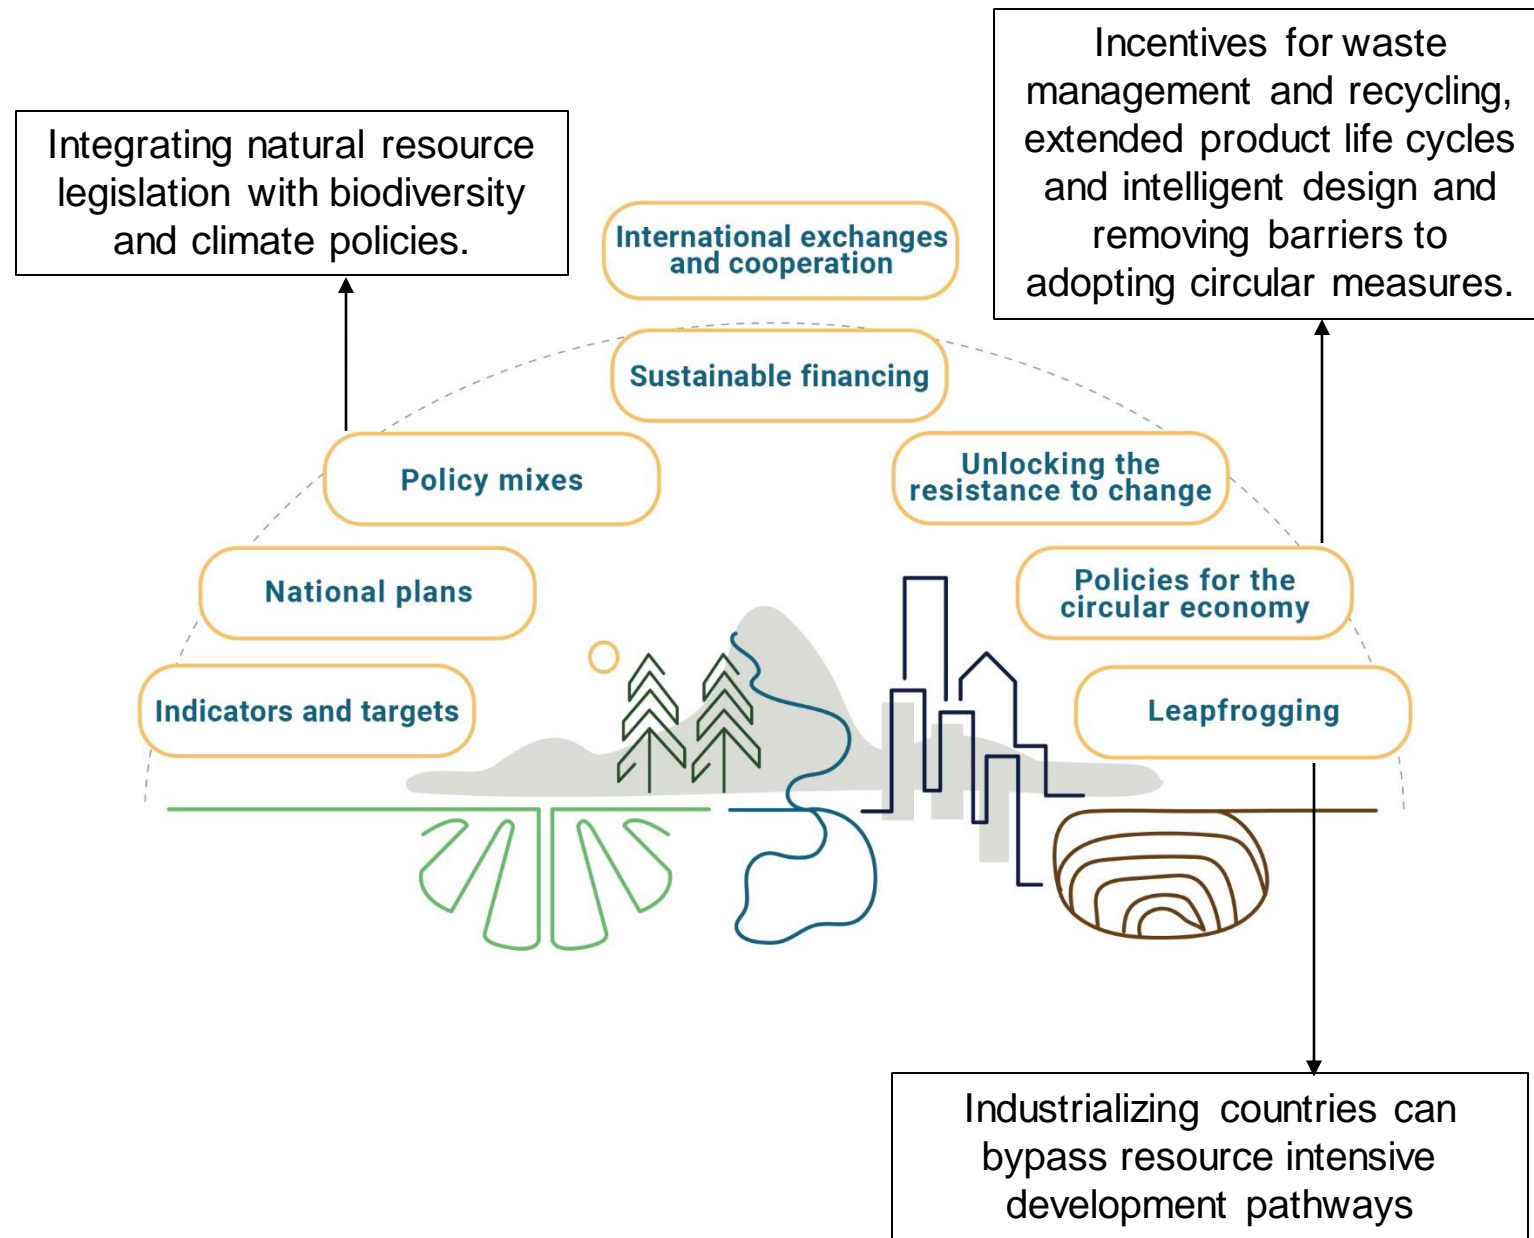 Incentives for waste
management and recycling,
extended product life cycles
and intelligent design and
removing barriers to
adopting circular measures.
Integrating natural resource
legislation with biodiversity
and climate policies.
International exchanges
and cooperation
Sustainable financing
Policy mixes
Unlocking the
resistance to change
National plans
Policies for the
circular economy
Indicators and targets
Leapfrogging
Industrializing countries can
bypass resource intensive
development pathways